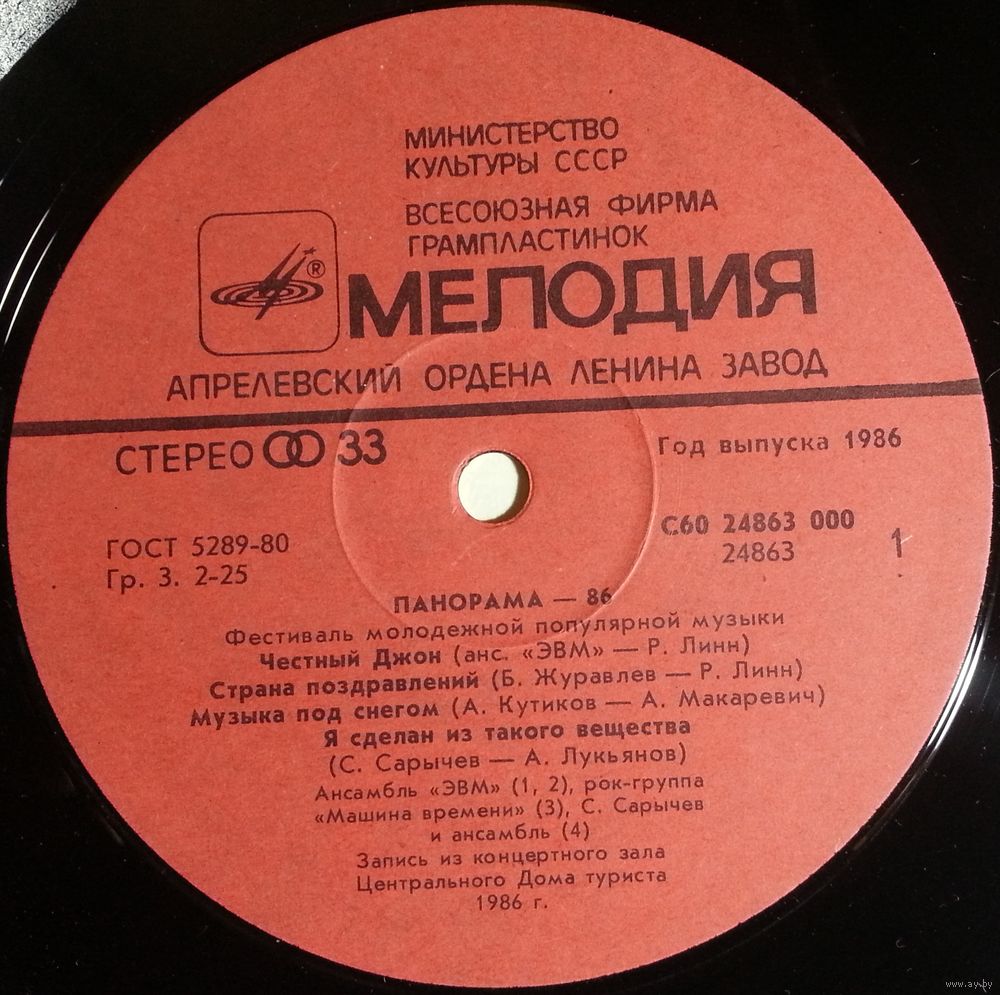 МИНИСТЕРСТВО
КУЛЬТУРЫ СССР
ВСЕСОЮЗНАЯ ФИРМА
ГРАМПЛАСТИНОК
®
МЕЛОДИЯ
АПРЕЛЕВСКИЙ ОРДЕНА ЛЕНИНА ЗАВОД
СТЕРЕО 33
Год выпуска 1986
ГОСТ 5289-80
Гр. 3. 2-25
С60 24863 000
24863
1
ПАНОРАМА — 86
Фестиваль молодежной популярной музыки
Честный Джон (анс. «ЭВМ» — Р. Линн)
Страна поздравлений (Б. Журавлев — Р. Линн)
Музыка под снегом (А. Кутиков — А. Макаревич)
Я сделан из такого вещества
(С. Сарычев — А. Лукьянов)
Ансамбль «ЭВМ» (1, 2), рок-группа
«Машина времени» (3), С. Сарычев
и ансамбль (4)
Запись из концертного зала
Центрального Дома туриста
1986 г.
www.ay.by